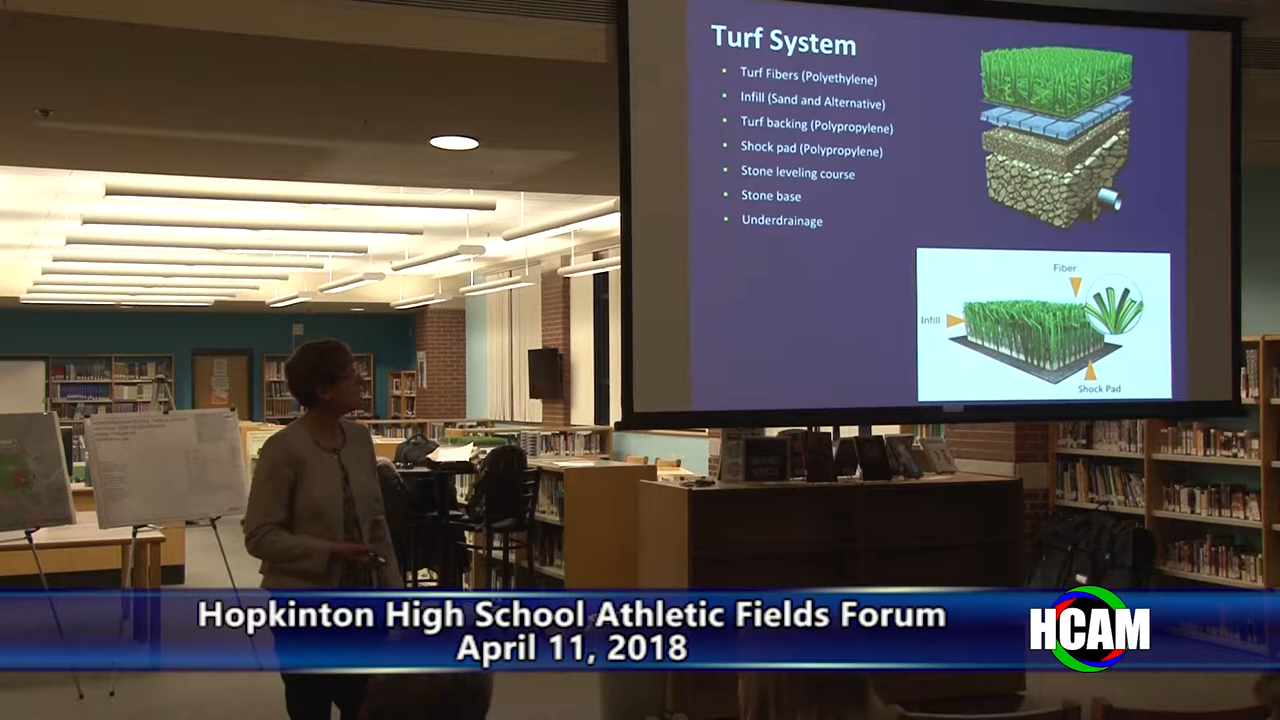 Turf System
Turf Fibers (Polyethylene)
Infill (Sand and Alternative)
Turf backing (Polypropylene)
Shock pad (Polypropylene)
Stone leveling course
Stone base
Underdrainage
Fiber
Infill
Shock Pad
Hopkinton High School Athletic Fields Forum
April 11, 2018
HCAM